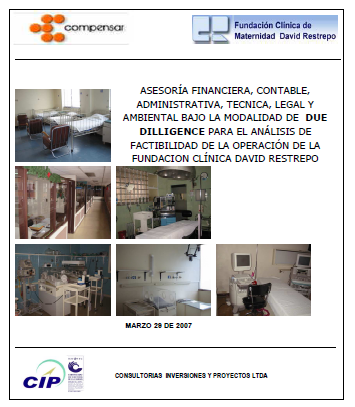 compensar
Fundación Clínica de
Maternidad David Restrepo
ASESORÍA FINANCIERA, CONTABLE,
ADMINISTRATIVA, TECNICA, LEGAL Y
AMBIENTAL BAJO LA MODALIDAD DE DUE
DILLIGENCE PARA EL ANÁLISIS DE
FACTIBILIDAD DE LA OPERACIÓN DE LA
FUNDACION CLÍNICA DAVID RESTREPO
MARZO 29 DE 2007
CIP
CONSULTORIAS INVERSIONES Y PROYECTOS LTDA